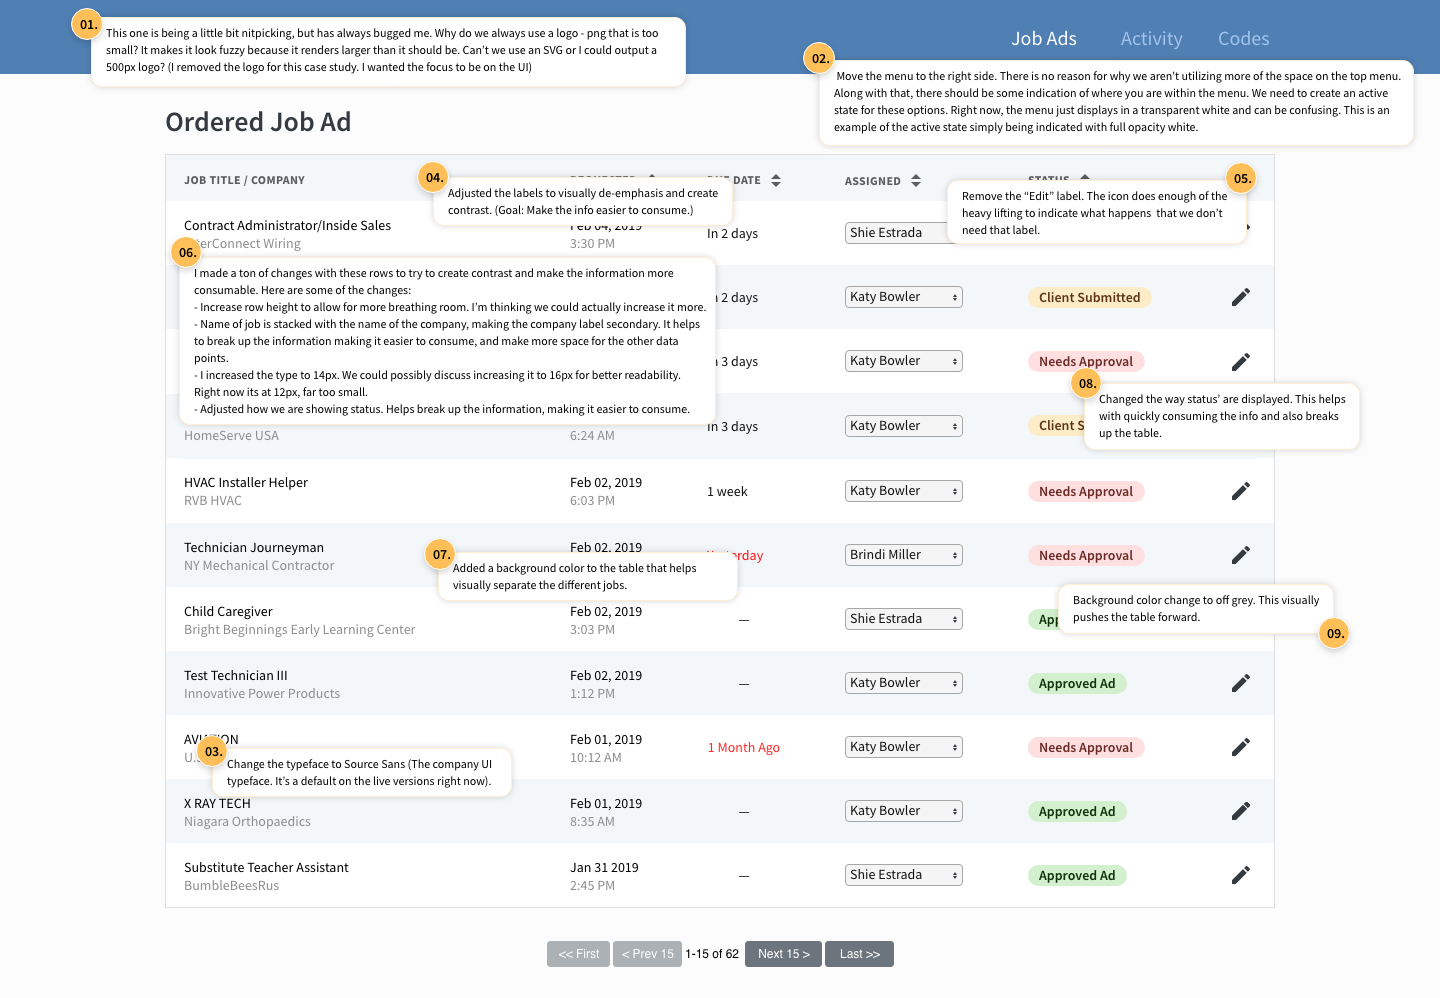 01.
This one is being a little bit nitpicking, but has always bugged me. Why do we always use a logo - png that is too
small? It makes it look fuzzy because it renders larger than it should be. Can't we use an SVG or I could output a
500px logo? (I removed the logo for this case study. I wanted the focus to be on the UI)
Job Ads Activity Codes
02.
Move the menu to the right side. There is no reason for why we aren't utilizing more of the space on the top menu.
Along with that, there should be some indication of where you are within the menu. We need to create an active
state for these options. Right now, the menu just displays in a transparent white and can be confusing. This is an
example of the active state simply being indicated with full opacity white.
Ordered Job Ad
JOB TITLE / COMPANY DATE ASSIGNED STATUS
04.
Adjusted the labels to visually de-emphasis and create
contrast. (Goal: Make the info easier to consume.)
05.
Remove the “Edit” label. The icon does enough of the
heavy lifting to indicate what happens that we don't
need that label.
Contract Administrator/Inside Sales Feb 04, 2019 In 2 days Shie Estrada
terConnect Wiring 3:30 PM
06.
I made a ton of changes with these rows to try to create contrast and make the information more
consumable. Here are some of the changes:
- Increase row height to allow for more breathing room. I'm thinking we could actually increase it more.
- Name of job is stacked with the name of the company, making the company label secondary. It helps
to break up the information making it easier to consume, and make more space for the other data
points.
- I increased the type to 14px. We could possibly discuss increasing it to 16px for better readability.
Right now its at 12px, far too small.
- Adjusted how we are showing status. Helps break up the information, making it easier to consume.
2 days Katy Bowler Client Submitted
3 days Katy Bowler Needs Approval
08.
Changed the way status' are displayed. This helps
with quickly consuming the info and also breaks
up the table.
In 3 days Katy Bowler Client S
HomeServe USA 6:24 AM
HVAC Installer Helper Feb 02, 2019 1 week Katy Bowler Needs Approval
RVB HVAC 6:03 PM
Technician Journeyman Feb 02, 2019 Yesterday Brindi Miller Needs Approval
NY Mechanical Contractor
07.
Added a background color to the table that helps
visually separate the different jobs.
Background color change to off grey. This visually
pushes the table forward.
09.
Child Caregiver Feb 02, 2019 — Shie Estrada App
Bright Beginnings Early Learning Center 3:03 PM
Test Technician III Feb 02, 2019 — Katy Bowler Approved Ad
Innovative Power Products 1:12 PM
AVIATION Feb 01, 2019 1 Month Ago Katy Bowler Needs Approval
U.S 10:12 AM
03.
Change the typeface to Source Sans (The company UI
typeface. It's a default on the live versions right now).
X RAY TECH Feb 01, 2019 — Katy Bowler Approved Ad
Niagara Orthopaedics 8:35 AM
Substitute Teacher Assistant Jan 31 2019 — Shie Estrada Approved Ad
BumbleBeesRus 2:45 PM
<< First < Prev 15 1-15 of 62 Next 15 > Last >>